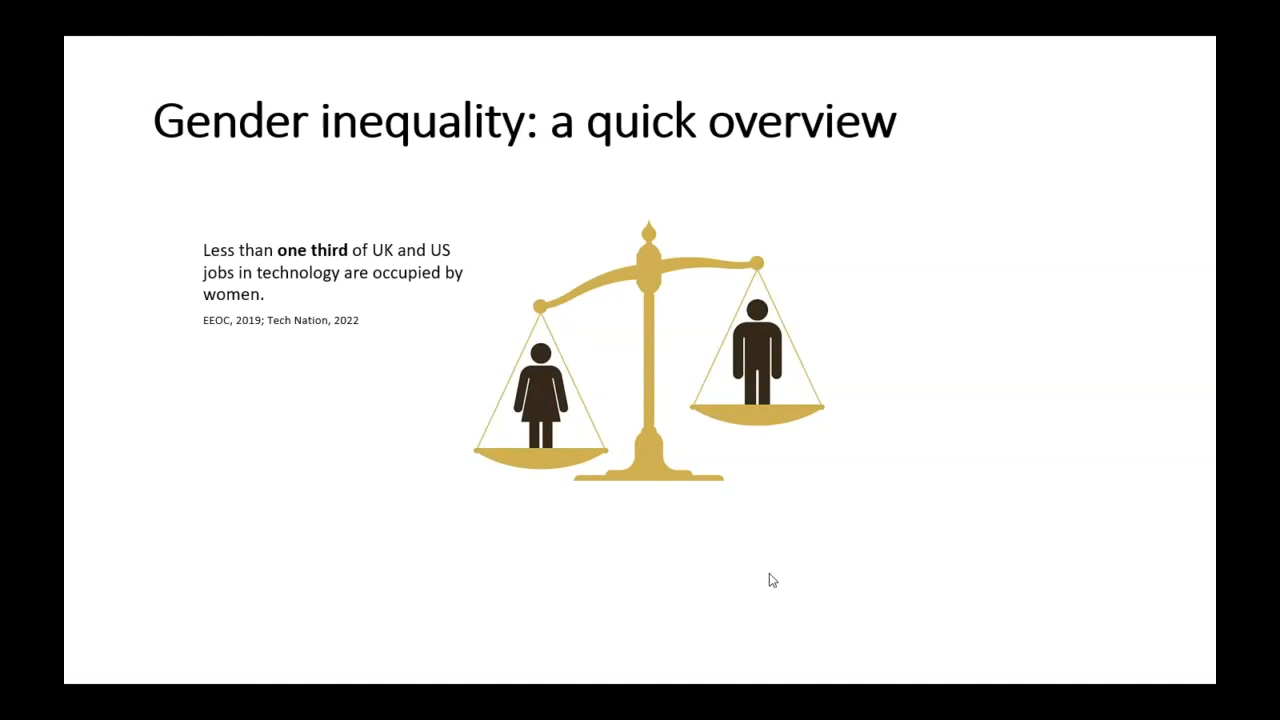 Gender inequality: a quick overview
Less than one third of UK and US
jobs in technology are occupied by
women.
EEOC, 2019; Tech Nation, 2022